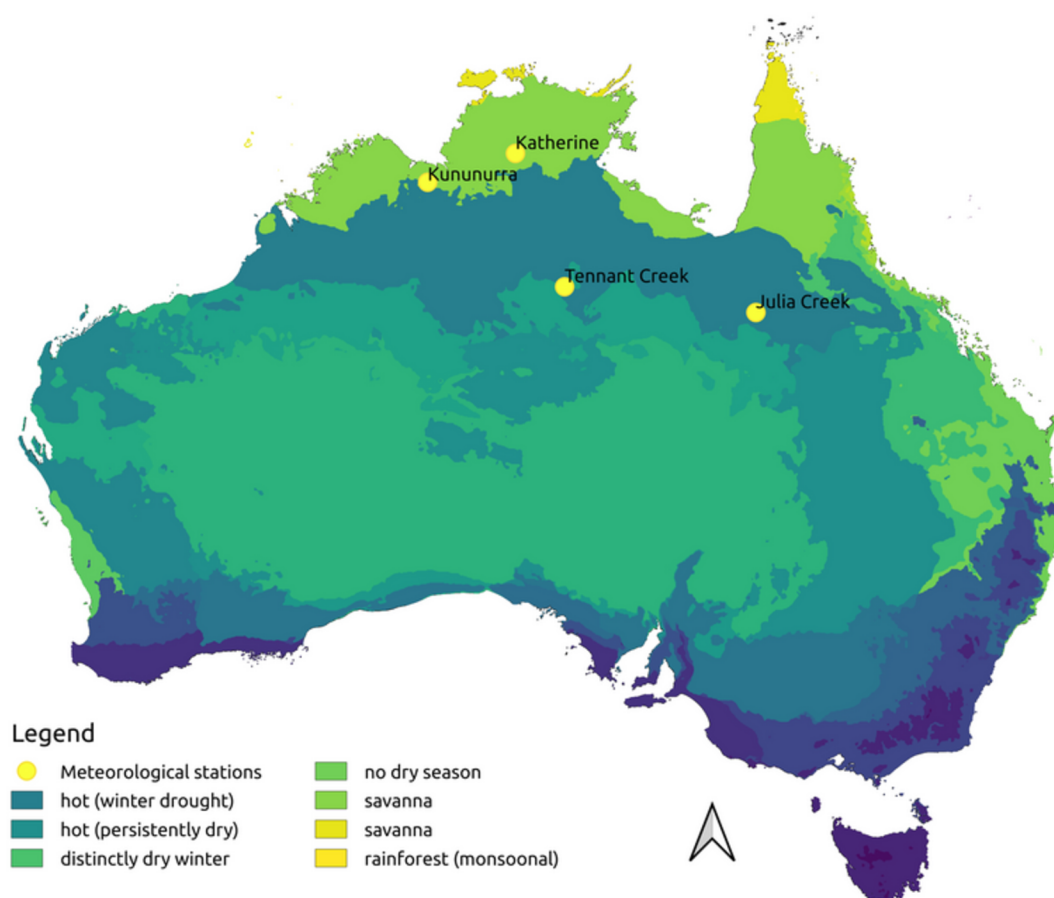 Katherine
Kununurra
Tennant Creek
Julia Creek
Legend
Meteorological stations
hot (winter drought)
hot (persistently dry)
distinctly dry winter
no dry season
savanna
savanna
rainforest (monsoonal)